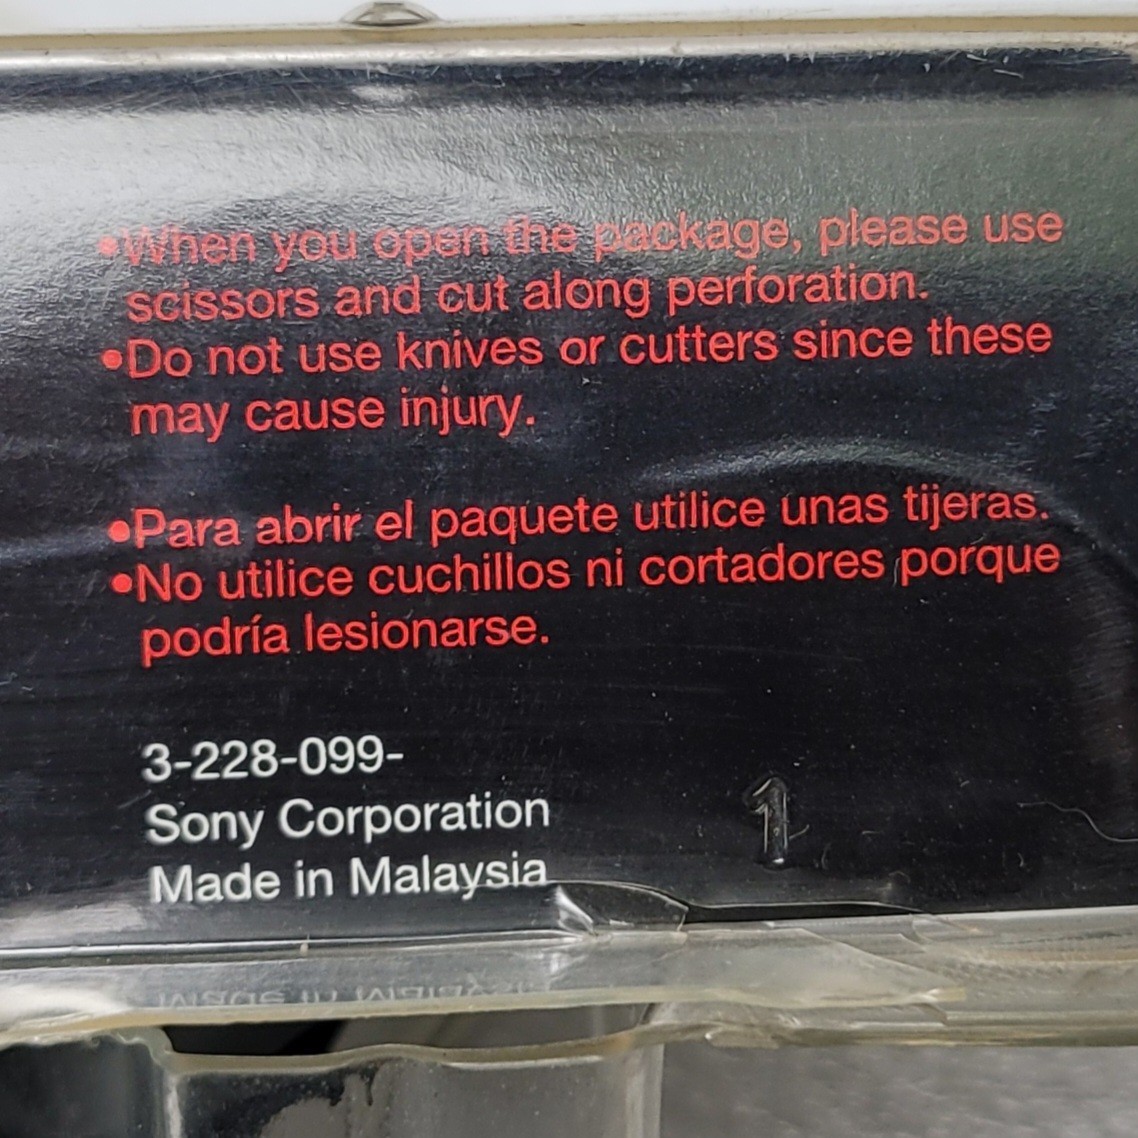 •When you open the package, please use
scissors and cut along perforation.
•Do not use knives or cutters since these
may cause injury.
•Para abrir el paquete utilice unas tijeras.
•No utilice cuchillos ni cortadores porque
podría lesionarse.
3-228-099-
1
Sony Corporation
Made in Malaysia